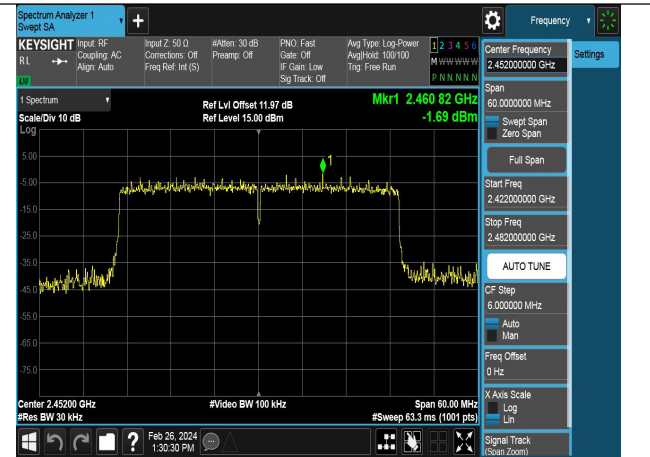 Spectrum Analyzer 1
Swept SA
+
Frequency
KEYSIGHT
RL
Align: Auto
Input: RF
Coupling: AC
Input Z: 50 Ω
Corrections: Off
Freq Ref: Int (S)
#Atten: 30 dB
Preamp: Off
PNO: Fast
Gate: Off
IF Gain: Low
Sig Track: Off
Avg Type: Log-Power
Avg|Hold: 100/100
Trig: Free Run
1 2 3 4 5 6
M W W W W W
P N N N N N
1 Spectrum
Scale/Div 10 dB
Log
Ref Lvl Offset 11.97 dB
Ref Level 15.00 dBm
Mkr1 2.460 82 GHz
-1.69 dBm
5.00
-5.00
-15.0
-25.0
-35.0
-45.0
-55.0
-65.0
-75.0
1
Center 2.45200 GHz
#Res BW 30 kHz
#Video BW 100 kHz
Span 60.00 MHz
#Sweep 63.3 ms (1001 pts)
Center Frequency
2.452000000 GHz
Settings
Span
60.0000000 MHz
Swept Span
Zero Span
Full Span
Start Freq
2.422000000 GHz
Stop Freq
2.482000000 GHz
AUTO TUNE
CF Step
6.000000 MHz
Auto
Man
Freq Offset
0 Hz
X Axis Scale
Log
Lin
Signal Track
(Span Zoom)
?
Feb 26, 2024
1:30:30 PM